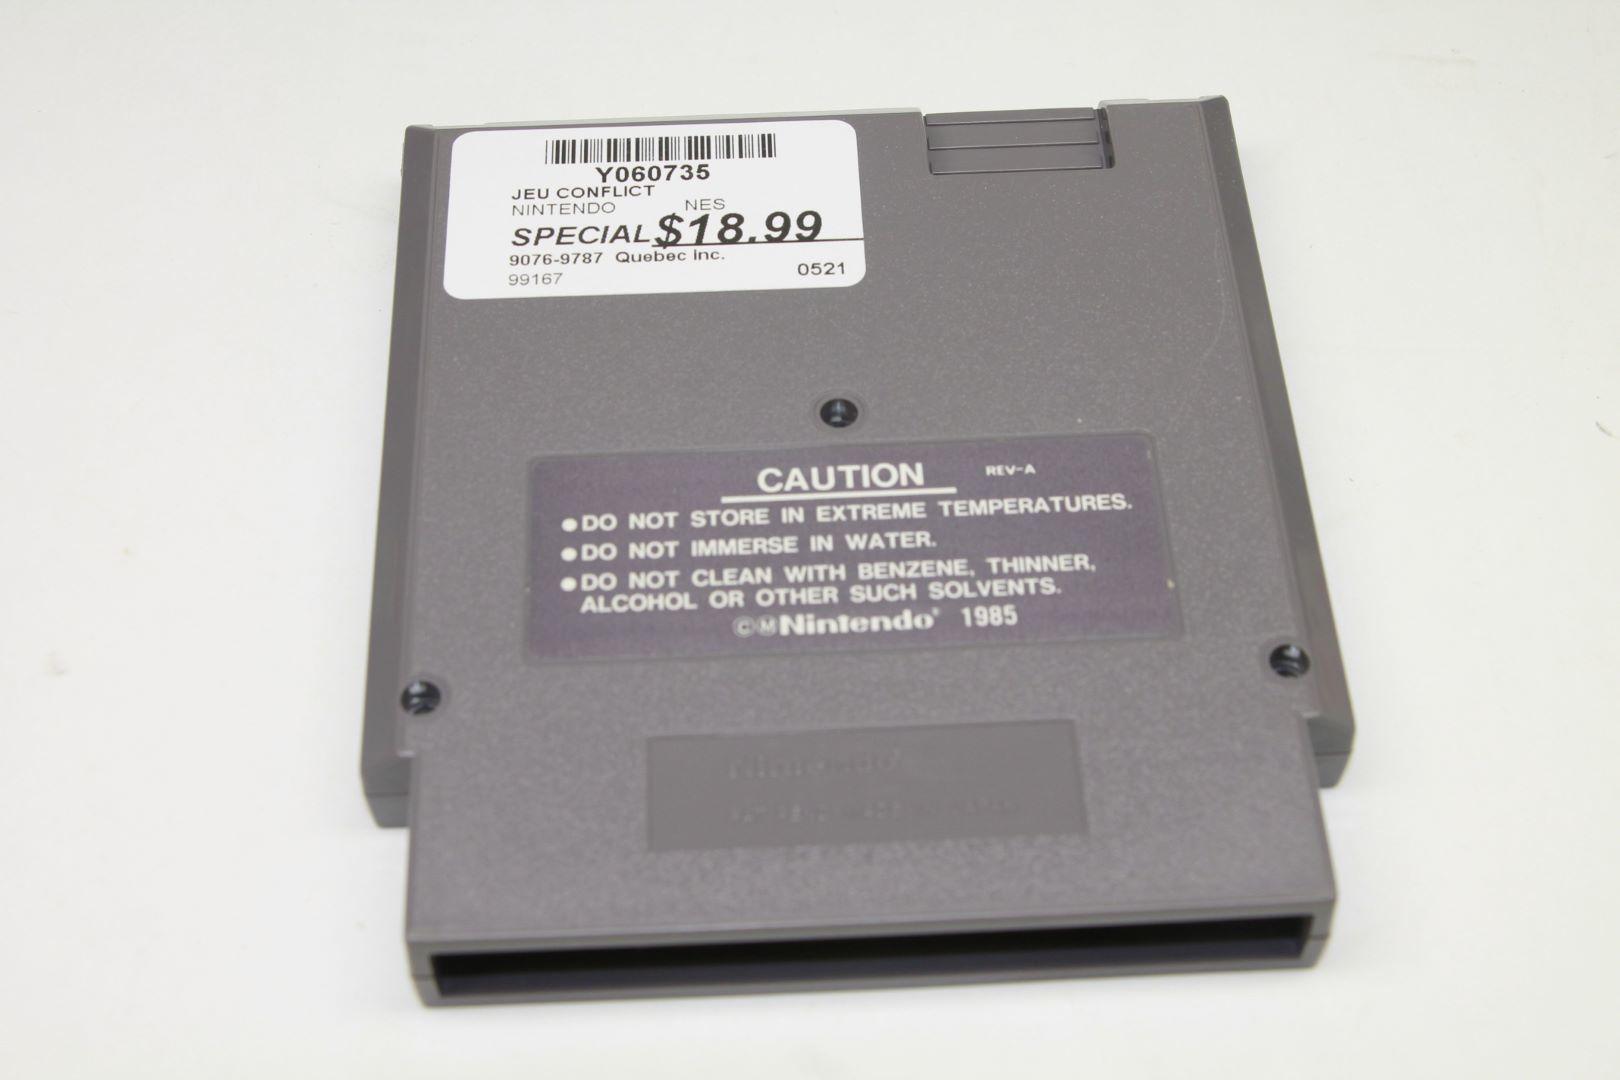 Y060735
JEU CONFLICT
NINTENDO NES
SPECIAL $18.99
9076-9787 Quebec Inc.
99167 0521
CAUTION REV-A
●DO NOT STORE IN EXTREME TEMPERATURES.
●DO NOT IMMERSE IN WATER.
●DO NOT CLEAN WITH BENZENE, THINNER,
ALCOHOL OR OTHER SUCH SOLVENTS.
©Ⓜ Nintendo® 1985
Nintendo®